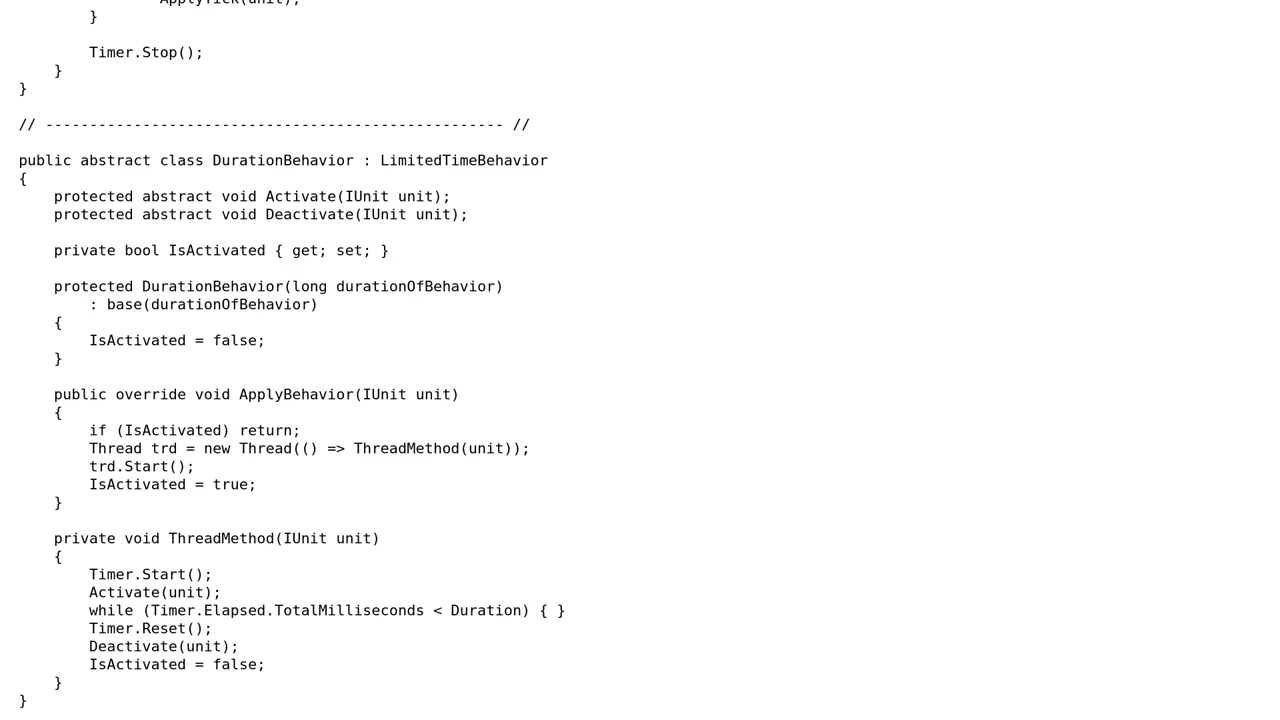 ApplyTick(unit);
        }

        Timer.Stop();
    }
}

// ---------------------------------------------------- //

public abstract class DurationBehavior : LimitedTimeBehavior
{
    protected abstract void Activate(IUnit unit);
    protected abstract void Deactivate(IUnit unit);

    private bool IsActivated { get; set; }

    protected DurationBehavior(long durationOfBehavior)
        : base(durationOfBehavior)
    {
        IsActivated = false;
    }

    public override void ApplyBehavior(IUnit unit)
    {
        if (IsActivated) return;
        Thread trd = new Thread(() => ThreadMethod(unit));
        trd.Start();
        IsActivated = true;
    }

    private void ThreadMethod(IUnit unit)
    {
        Timer.Start();
        Activate(unit);
        while (Timer.Elapsed.TotalMilliseconds < Duration) { }
        Timer.Reset();
        Deactivate(unit);
        IsActivated = false;
    }
}